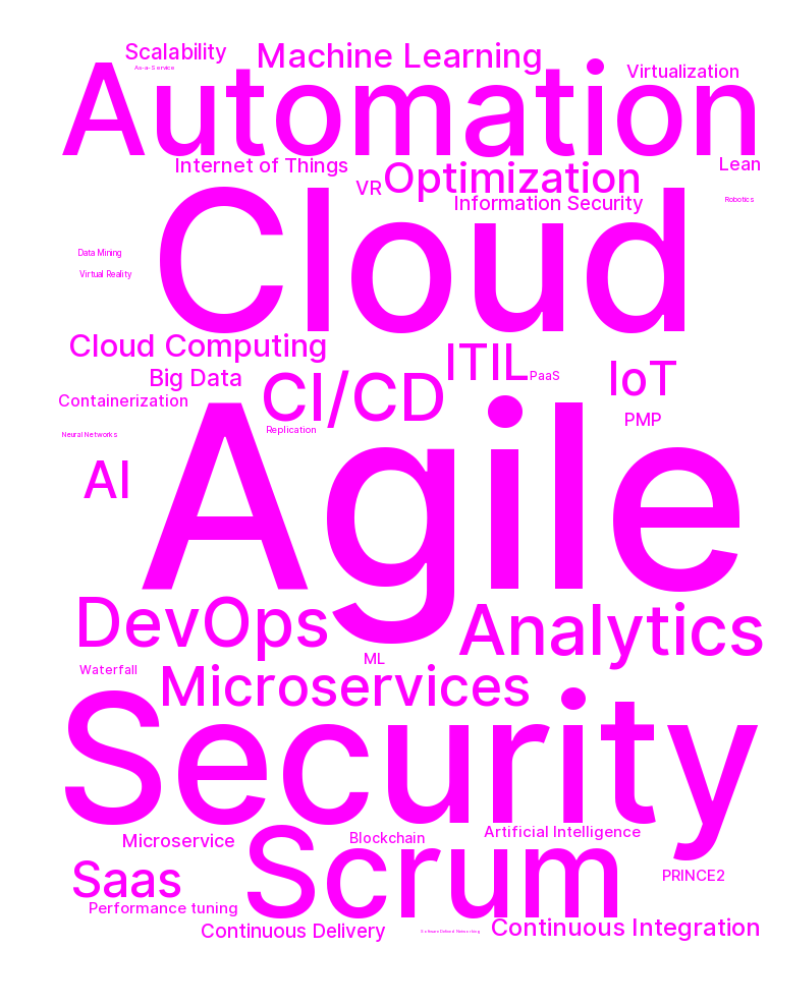 Scalability
Machine Learning
As-a-Service
Virtualization
Automation
Internet of Things
Optimization
Lean
VR
Information Security
Robotics
Cloud
Data Mining
Virtual Reality
Cloud Computing
ITIL
Big Data
CI/CD
PaaS
IoT
Containerization
PMP
Replication
Neural Networks
AI
Agile
DevOps
Analytics
ML
Waterfall
Microservices
Security
Microservice
Blockchain
Artificial Intelligence
Scrum
Saas
PRINCE2
Performance tuning
Continuous Delivery
Software-Defined Networking
Continuous Integration